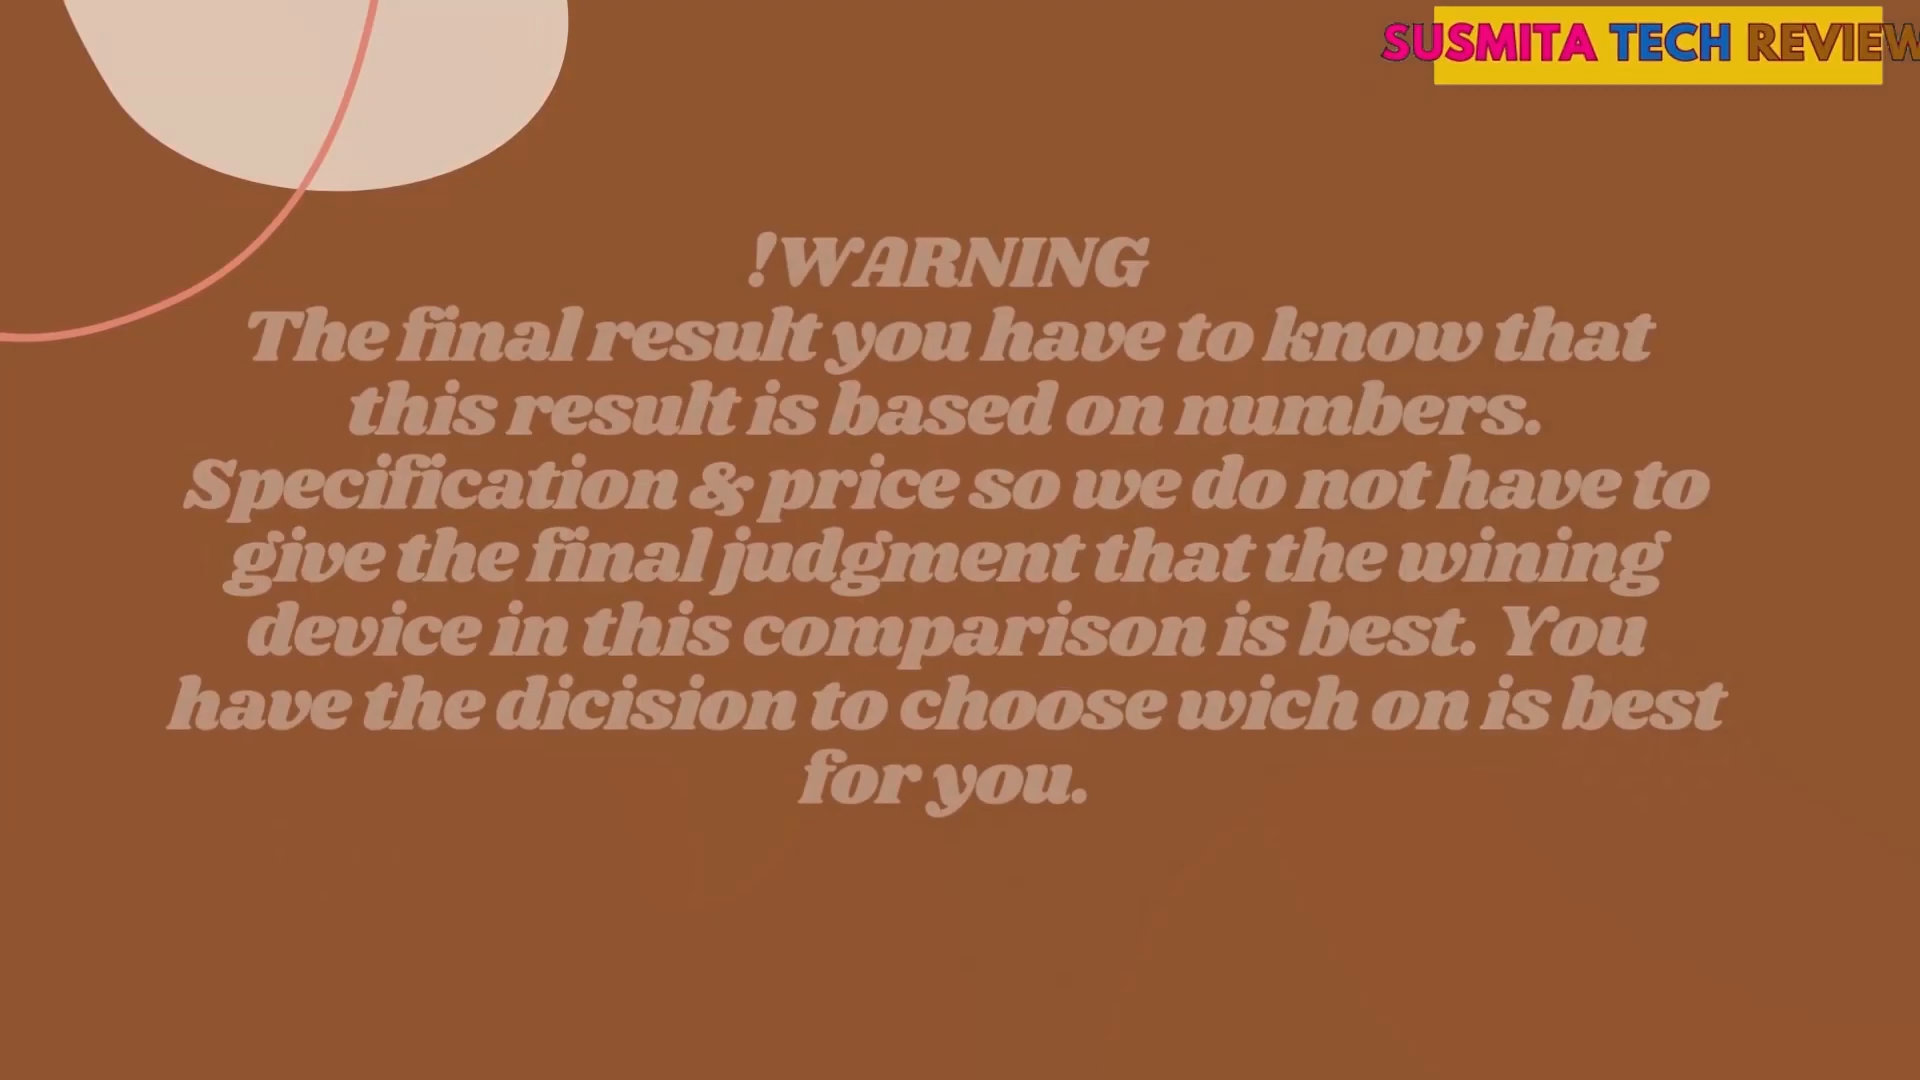 SUSMITA TECH REVIEW
!WARNING
The final result you have to know that
this result is based on numbers.
Specification & price so we do not have to
give the final judgment that the wining
device in this comparison is best. You
have the dicision to choose wich on is best
for you.